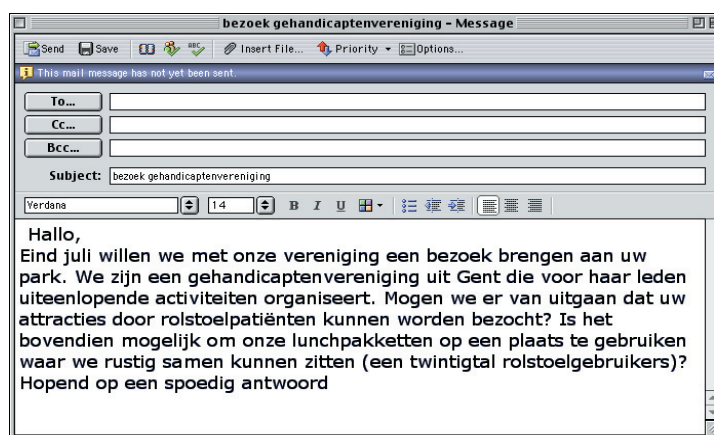 bezoek gehandicaptenvereniging – Message
Send Save Insert File... Priority Options...
This mail message has not yet been sent.
To...
Cc...
Bcc...
Subject: bezoek gehandicaptenvereniging
Verdana 14 B I U
Hallo,
Eind juli willen we met onze vereniging een bezoek brengen aan uw
park. We zijn een gehandicaptenvereniging uit Gent die voor haar leden
uiteenlopende activiteiten organiseert. Mogen we er van uitgaan dat uw
attracties door rolstoelpatiënten kunnen worden bezocht? Is het
bovendien mogelijk om onze lunchpakketten op een plaats te gebruiken
waar we rustig samen kunnen zitten (een twintigtal rolstoelgebruikers)?
Hopend op een spoedig antwoord